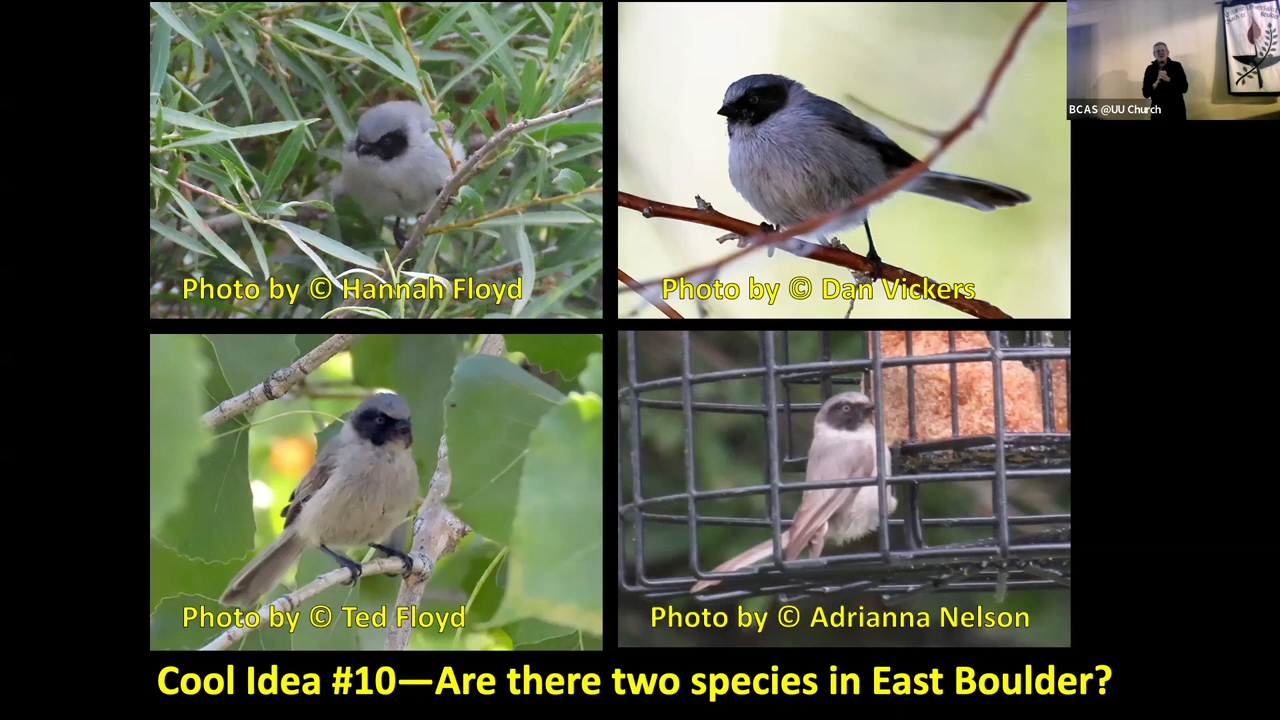 BCAS @UU Church
Photo by © Hannah Floyd
Photo by © Dan Vickers
Photo by © Ted Floyd
Photo by © Adrianna Nelson
Cool Idea #10—Are there two species in East Boulder?